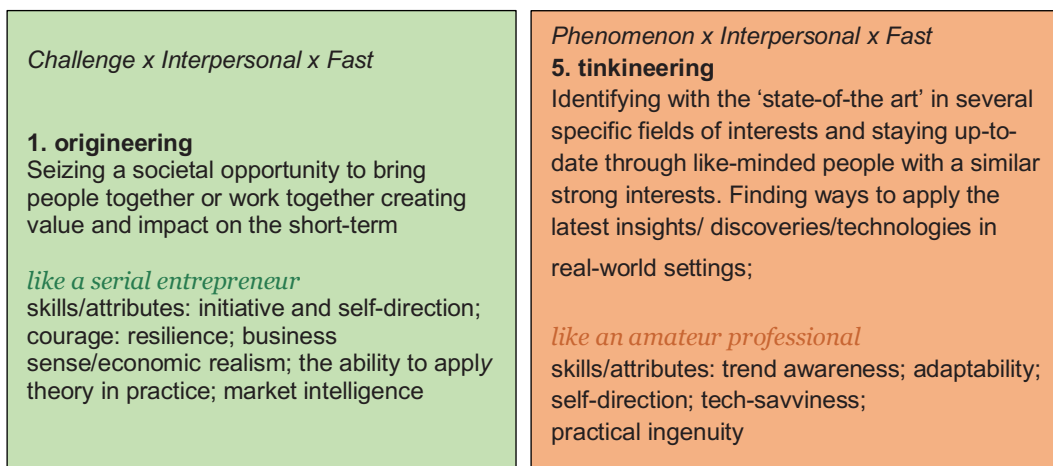 Challenge x Interpersonal x Fast
1. origineering
Seizing a societal opportunity to bring
people together or work together creating
value and impact on the short-term
like a serial entrepreneur
skills/attributes: initiative and self-direction;
courage: resilience; business
sense/economic realism; the ability to apply
theory in practice; market intelligence
Phenomenon x Interpersonal x Fast
5. tinkineering
Identifying with the ‘state-of-the art’ in several
specific fields of interests and staying up-to-
date through like-minded people with a similar
strong interests. Finding ways to apply the
latest insights/ discoveries/technologies in
real-world settings;
like an amateur professional
skills/attributes: trend awareness; adaptability;
self-direction; tech-savviness;
practical ingenuity